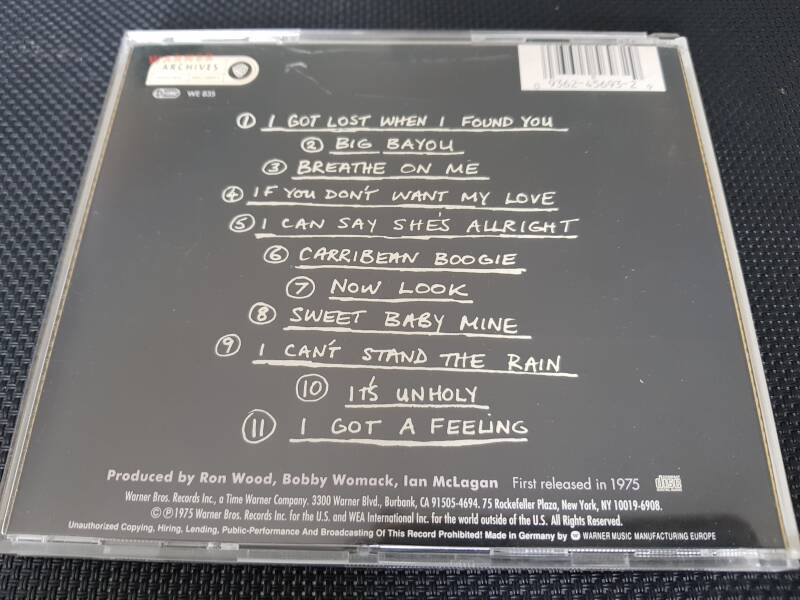 WARNER
ARCHIVES
WE 835
0 9362-45693-2 9
① I GOT LOST WHEN I FOUND YOU
② BIG BAYOU
③ BREATHE ON ME
④ IF YOU DON'T WANT MY LOVE
⑤ I CAN SAY SHE'S ALLRIGHT
⑥ CARRIBEAN BOOGIE
⑦ NOW LOOK
⑧ SWEET BABY MINE
⑨ I CAN'T STAND THE RAIN
⑩ IT'S UNHOLY
⑪ I GOT A FEELING
Produced by Ron Wood, Bobby Womack, Ian McLagan First released in 1975
Warner Bros. Records Inc., a Time Warner Company. 3300 Warner Blvd., Burbank, CA 91505-4694. 75 Rockefeller Plaza, New York, NY 10019-6908.
© ℗ 1975 Warner Bros. Records Inc. for the U.S. and WEA International Inc. for the world outside of the U.S. All Rights Reserved.
Unauthorized Copying, Hiring, Lending, Public-Performance And Broadcasting Of This Record Prohibited! Made in Germany by WARNER MUSIC MANUFACTURING EUROPE